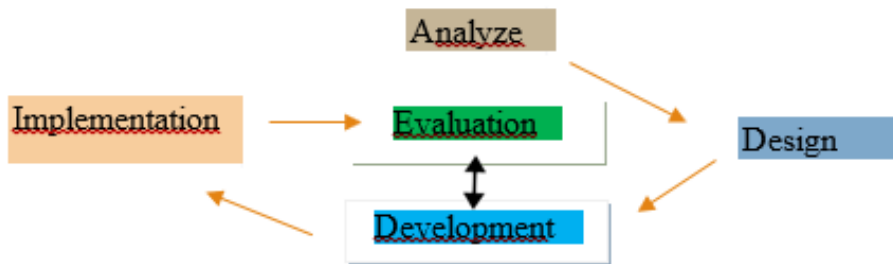 Analyze
Implementation
Evaluation
Design
Development